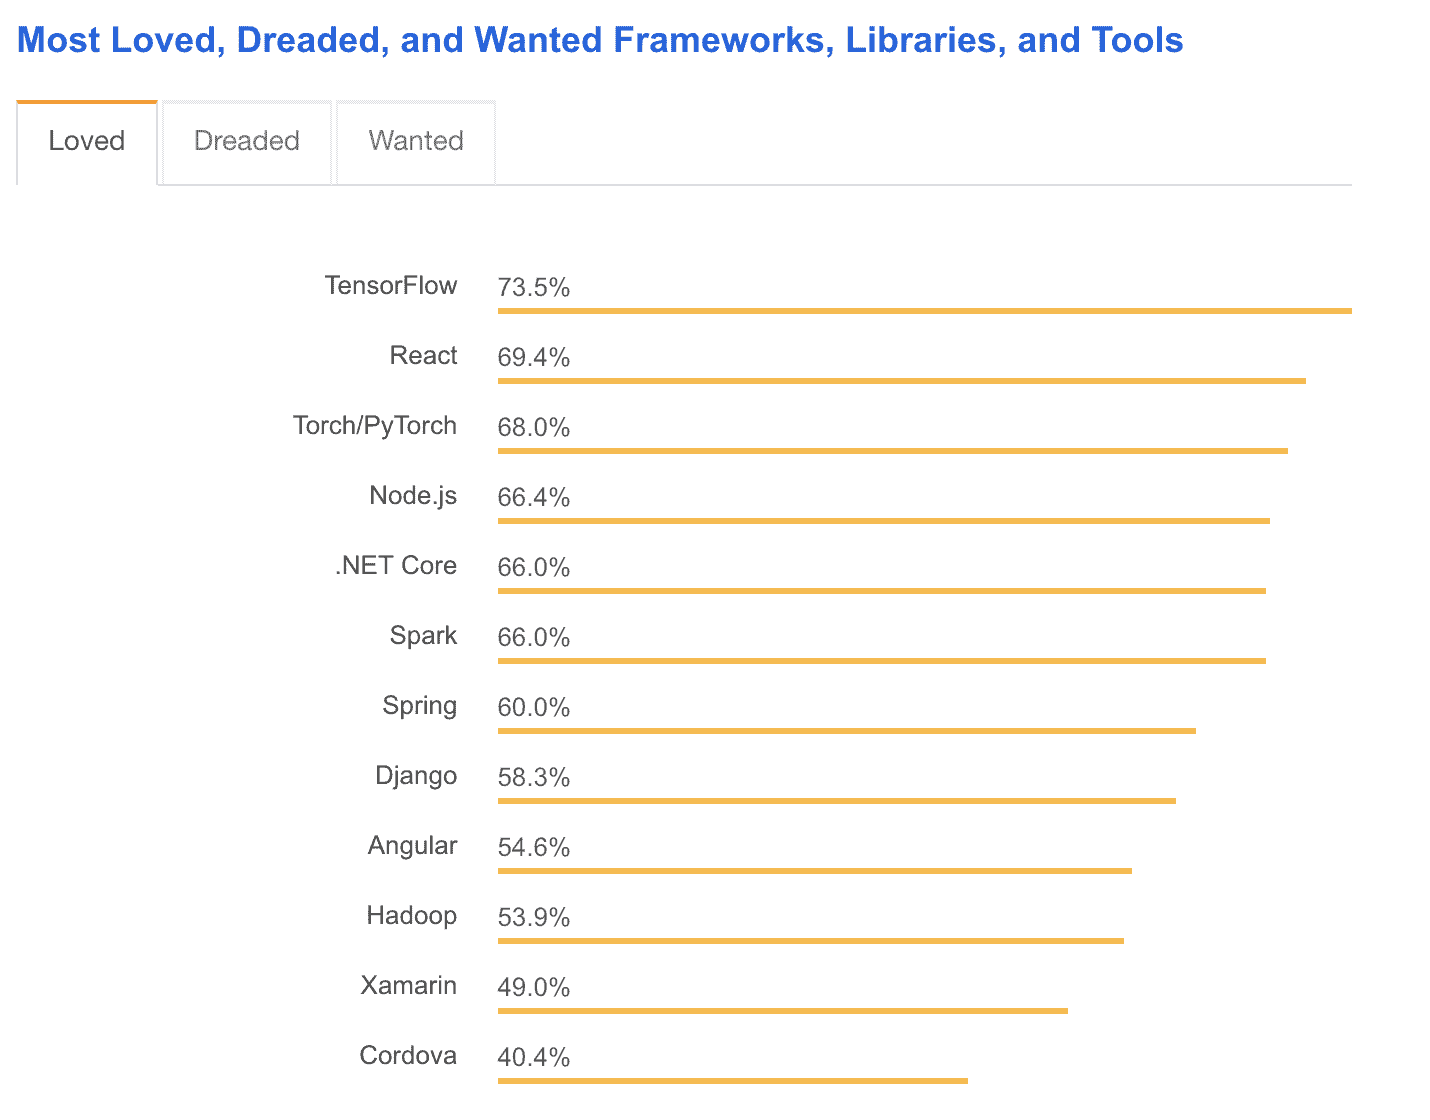 Most Loved, Dreaded, and Wanted Frameworks, Libraries, and Tools
Loved Dreaded Wanted
TensorFlow 73.5%
React 69.4%
Torch/PyTorch 68.0%
Node.js 66.4%
.NET Core 66.0%
Spark 66.0%
Spring 60.0%
Django 58.3%
Angular 54.6%
Hadoop 53.9%
Xamarin 49.0%
Cordova 40.4%